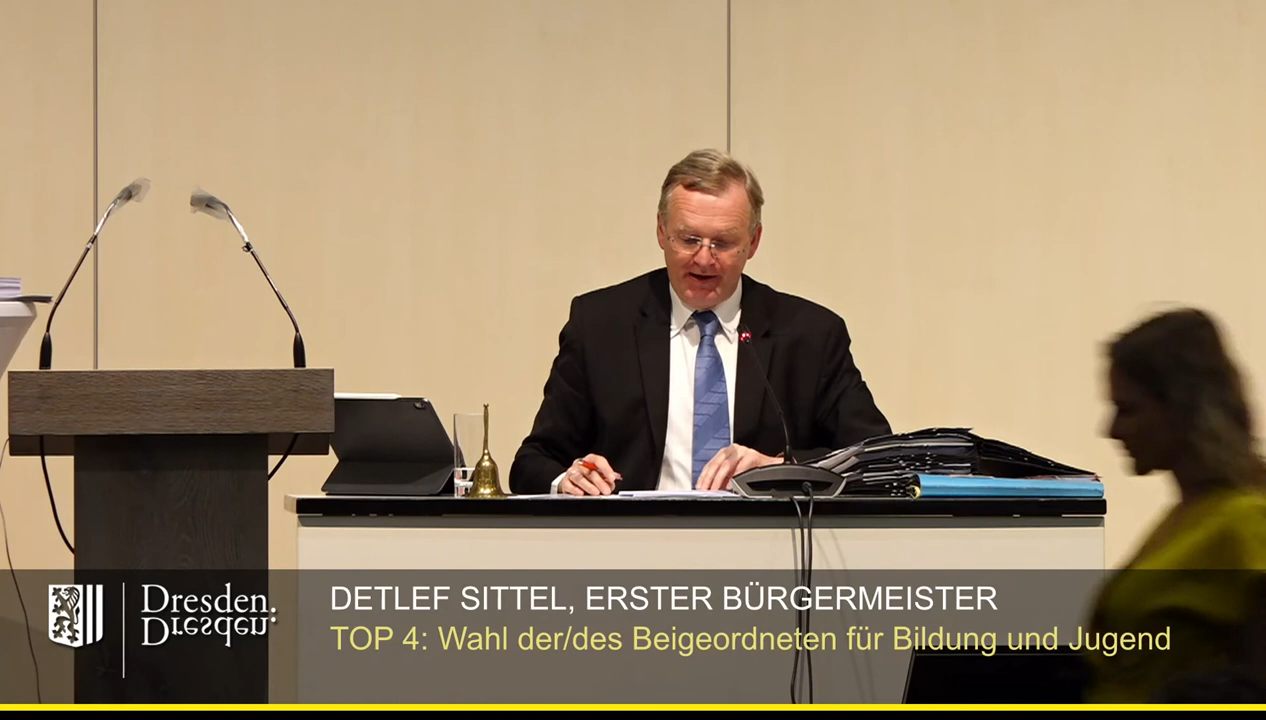 Dresden.
Dresden.
DETLEF SITTEL, ERSTER BÜRGERMEISTER
TOP 4: Wahl der/des Beigeordneten für Bildung und Jugend